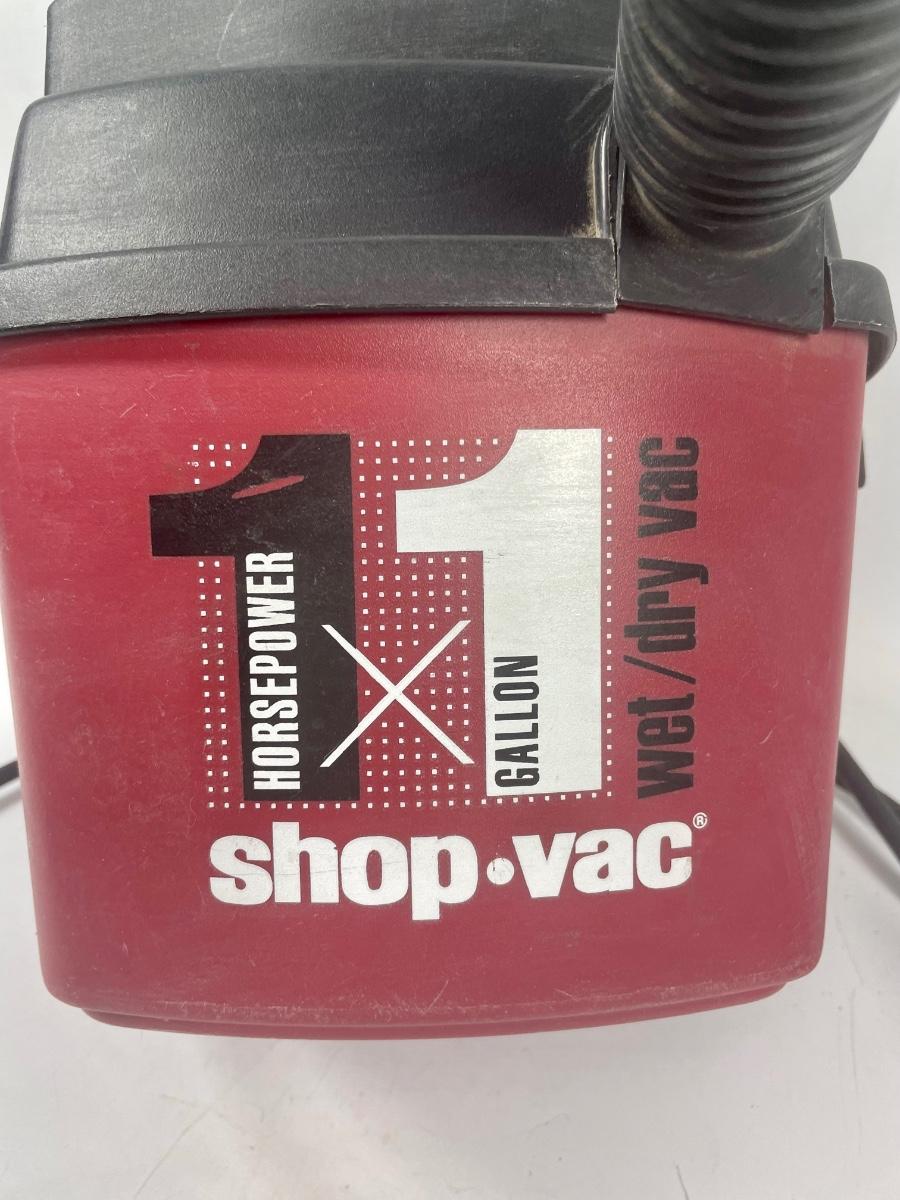 1 x 1
HORSEPOWER
GALLON
wet/dry vac
shop·vac®